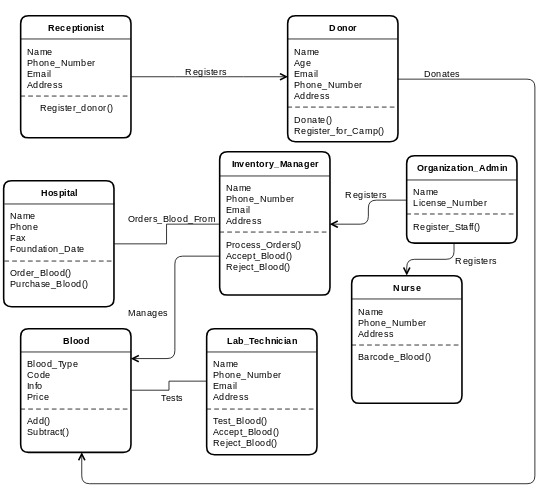 Receptionist
Name
Phone_Number
Email
Address
Register_donor()
Registers
Donor
Name
Age
Email
Phone_Number
Address
Donate()
Register_for_Camp()
Donates
Hospital
Name
Phone
Fax
Foundation_Date
Order_Blood()
Purchase_Blood()
Orders_Blood_From
Inventory_Manager
Name
Phone_Number
Email
Address
Process_Orders()
Accept_Blood()
Reject_Blood()
Registers
Organization_Admin
Name
License_Number
Register_Staff()
Registers
Nurse
Name
Phone_Number
Address
Barcode_Blood()
Manages
Blood
Blood_Type
Code
Info
Price
Add()
Subtract()
Tests
Lab_Technician
Name
Phone_Number
Email
Address
Test_Blood()
Accept_Blood()
Reject_Blood()